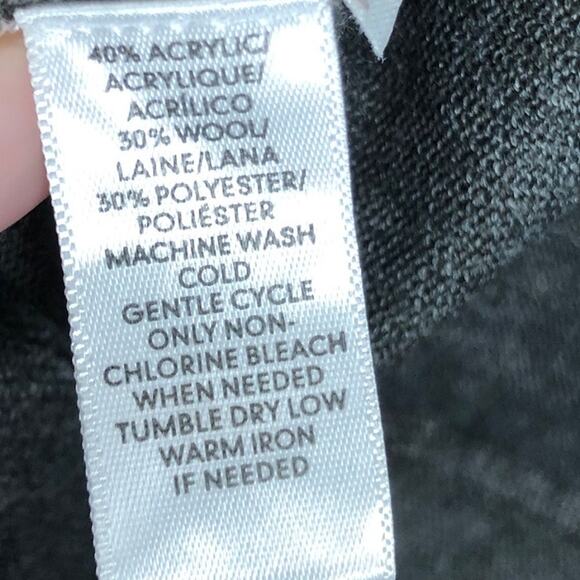 40% ACRYLIC/
ACRYLIQUE/
ACRÍLICO
30% WOOL/
LAINE/LANA
30% POLYESTER/
POLIÉSTER
MACHINE WASH
COLD
GENTLE CYCLE
ONLY NON-
CHLORINE BLEACH
WHEN NEEDED
TUMBLE DRY LOW
WARM IRON
IF NEEDED